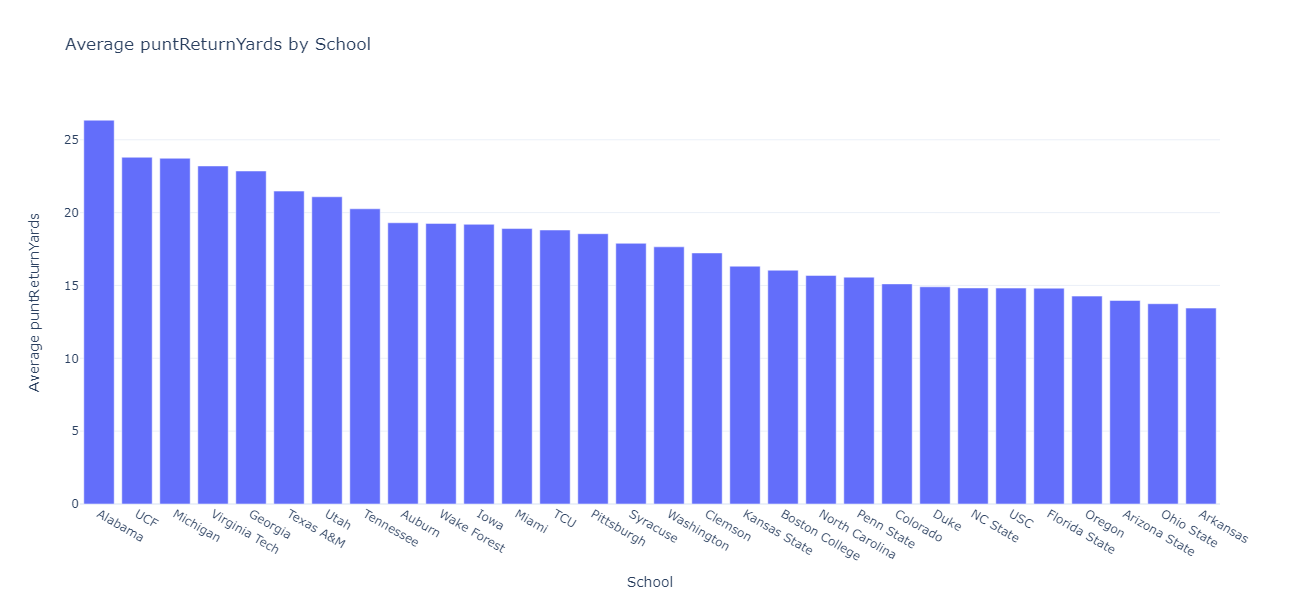 Average puntReturnYards by School
25
20
15
10
5
0
Average puntReturnYards
Alabama
UCF
Michigan
Virginia Tech
Georgia
Texas A&M
Utah
Tennessee
Auburn
Wake Forest
Iowa
Miami
TCU
Pittsburgh
Syracuse
Washington
Clemson
Kansas State
Boston College
North Carolina
Penn State
Colorado
Duke
NC State
USC
Florida State
Oregon
Arizona State
Ohio State
Arkansas
School